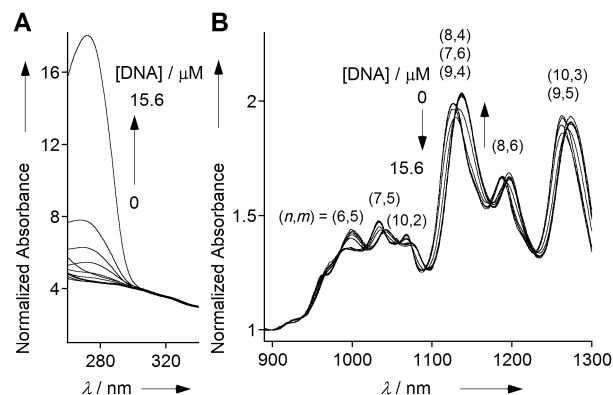 A
[DNA] / μM
15.6
0
16
12
8
4
Normalized Absorbance
280
320
λ / nm
B
(8,4)
(7,6)
(9,4)
[DNA] / μM
0
15.6
(10,3)
(9,5)
(8,6)
(7,5)
(n,m) = (6,5)
(10,2)
2
1.5
1
Normalized Absorbance
900
1000
1100
1200
1300
λ / nm